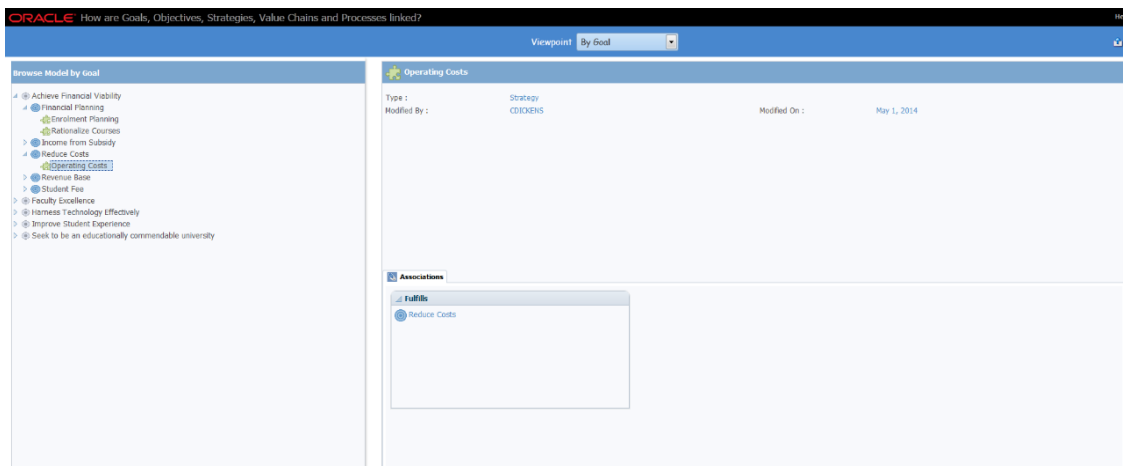 ORACLE® How are Goals, Objectives, Strategies, Value Chains and Processes linked?
Viewpoint By Goal
Browse Model by Goal
Achieve Financial Viability
Financial Planning
Enrolment Planning
Rationalize Courses
Income from Subsidy
Reduce Costs
Operating Costs
Revenue Base
Student Fee
Faculty Excellence
Harness Technology Effectively
Improve Student Experience
Seek to be an educationally commendable university
Operating Costs
Type : Strategy
Modified By : CDICKENS Modified On : May 1, 2014
Associations
Fulfills
Reduce Costs